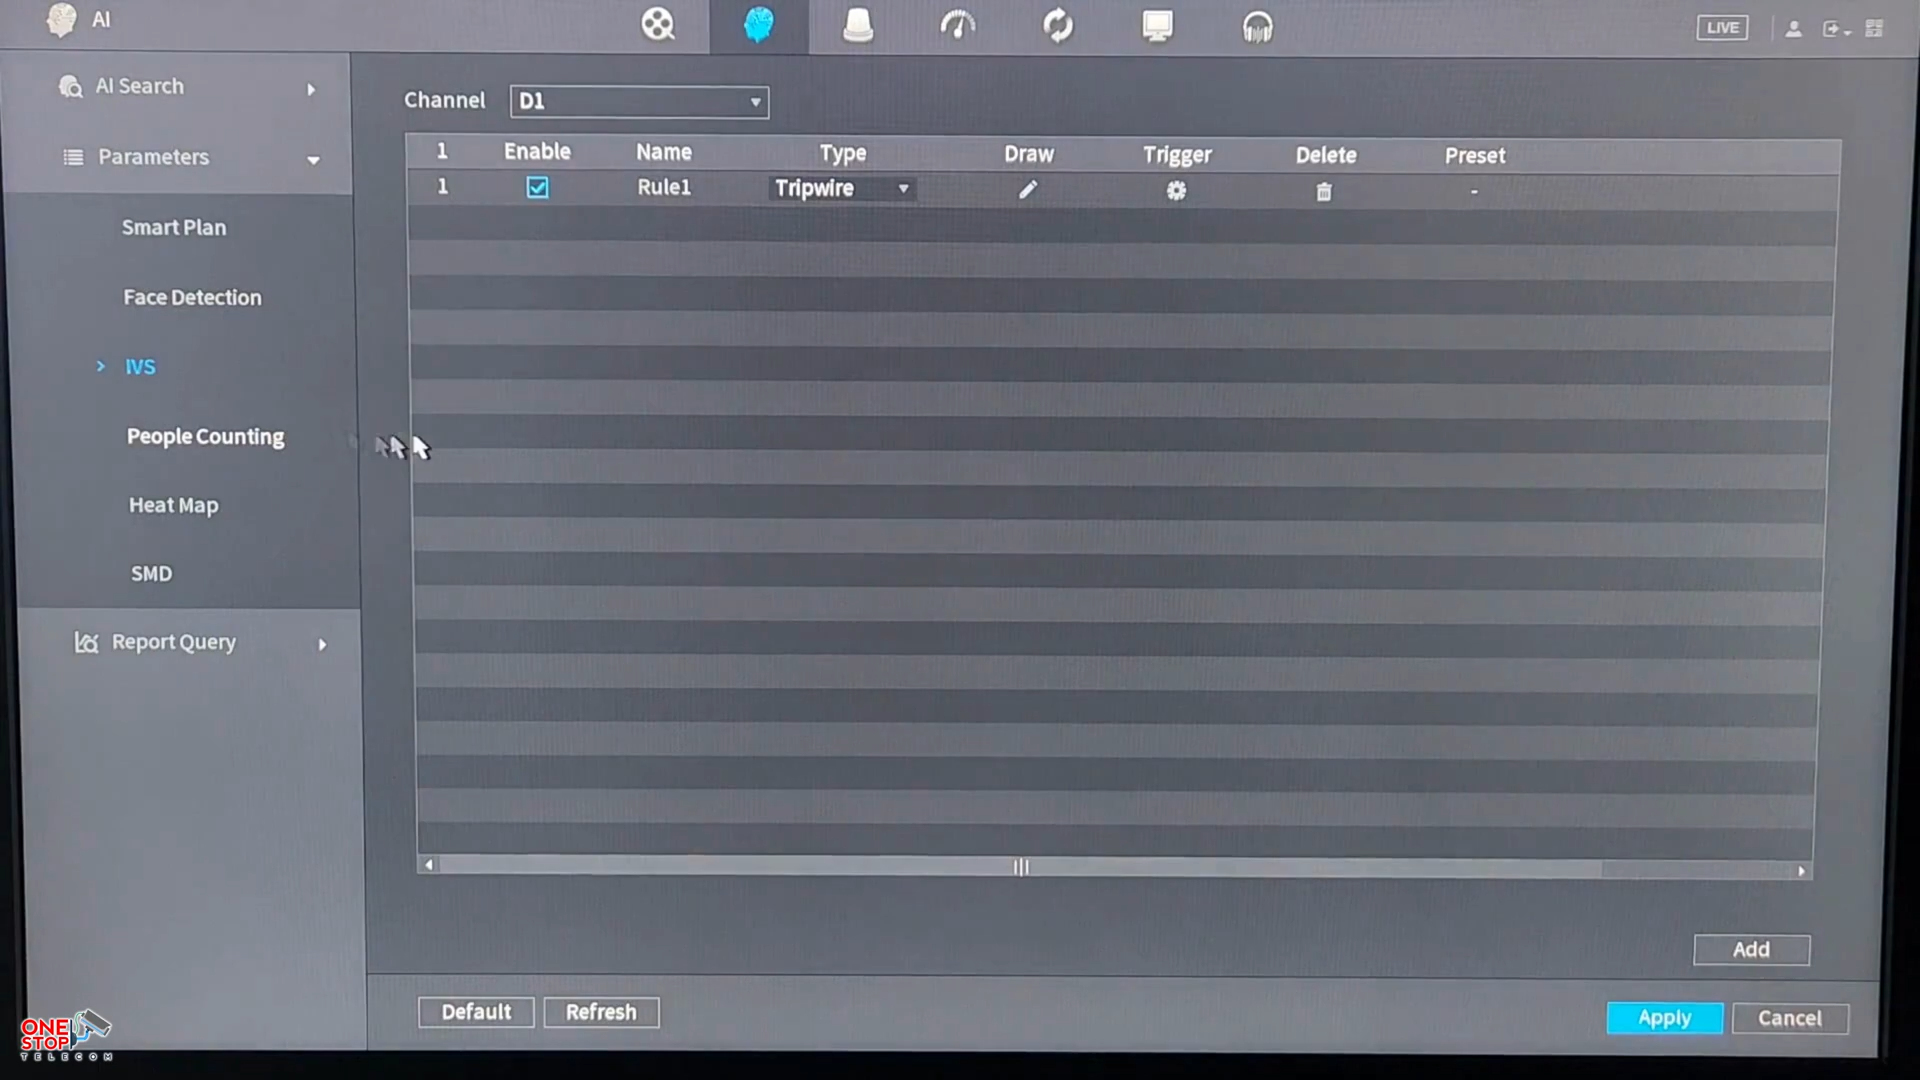 AI
LIVE
AI Search
Parameters
Smart Plan
Face Detection
IVS
People Counting
Heat Map
SMD
Report Query
Channel D1
1 Enable Name Type Draw Trigger Delete Preset
1 Rule1 Tripwire -
Add
Default Refresh
Apply Cancel
ONE
STOP
TELECOM